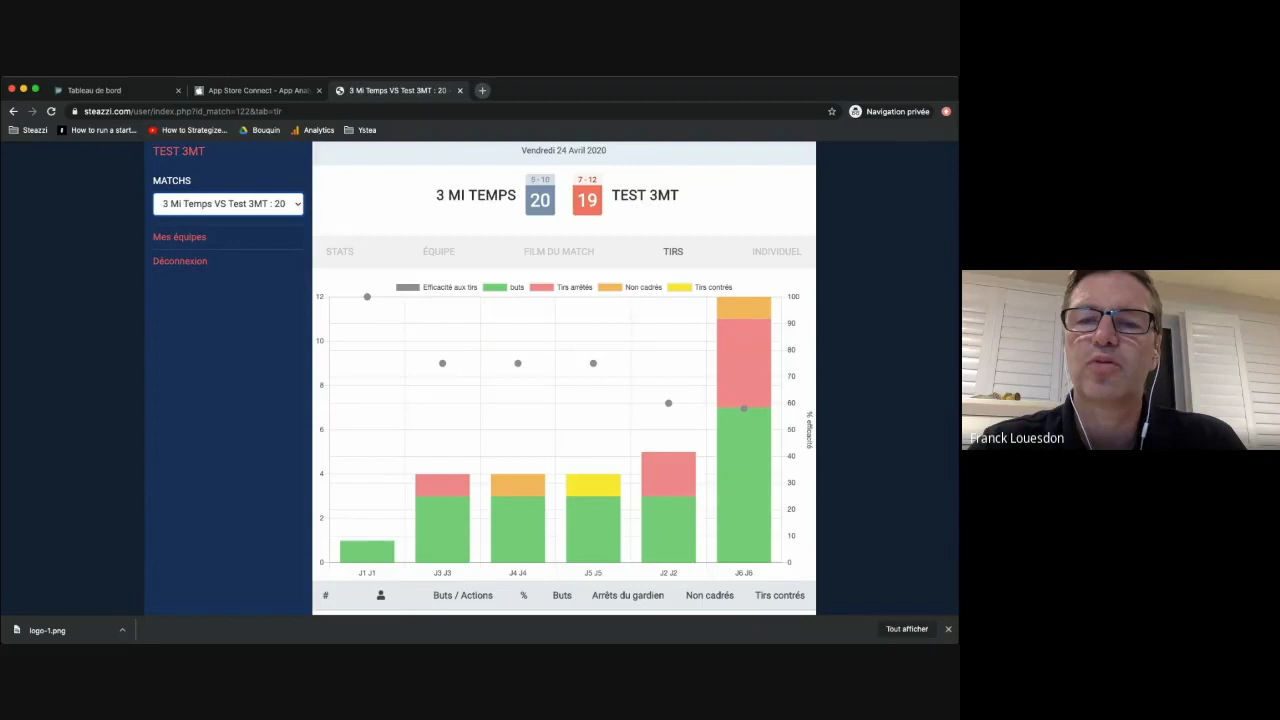 Tableau de bord
App Store Connect - App Anal
3 Mi Temps VS Test 3MT : 20 -
steazzi.com/user/index.php?id_match=122&tab=tir
Navigation privée
Steazzi
How to run a start...
How to Strategize...
Bouquin
Analytics
Ystea
TEST 3MT
MATCHS
3 Mi Temps VS Test 3MT : 20
Mes équipes
Déconnexion
Vendredi 24 Avril 2020
7 - 12
3 MI TEMPS
20
19
TEST 3MT
STATS
ÉQUIPE
FILM DU MATCH
TIRS
INDIVIDUEL
Efficacité aux tirs
buts
Tirs arrêtés
Non cadrés
Tirs contrés
12
10
8
6
4
2
0
100
90
80
70
60
50
40
30
20
10
0
% efficacité
J1 J1
J3 J3
J4 J4
J5 J5
J2 J2
J6 J6
#
Buts / Actions
%
Buts
Arrêts du gardien
Non cadrés
Tirs contrés
logo-1.png
Tout afficher
Franck Louesdon